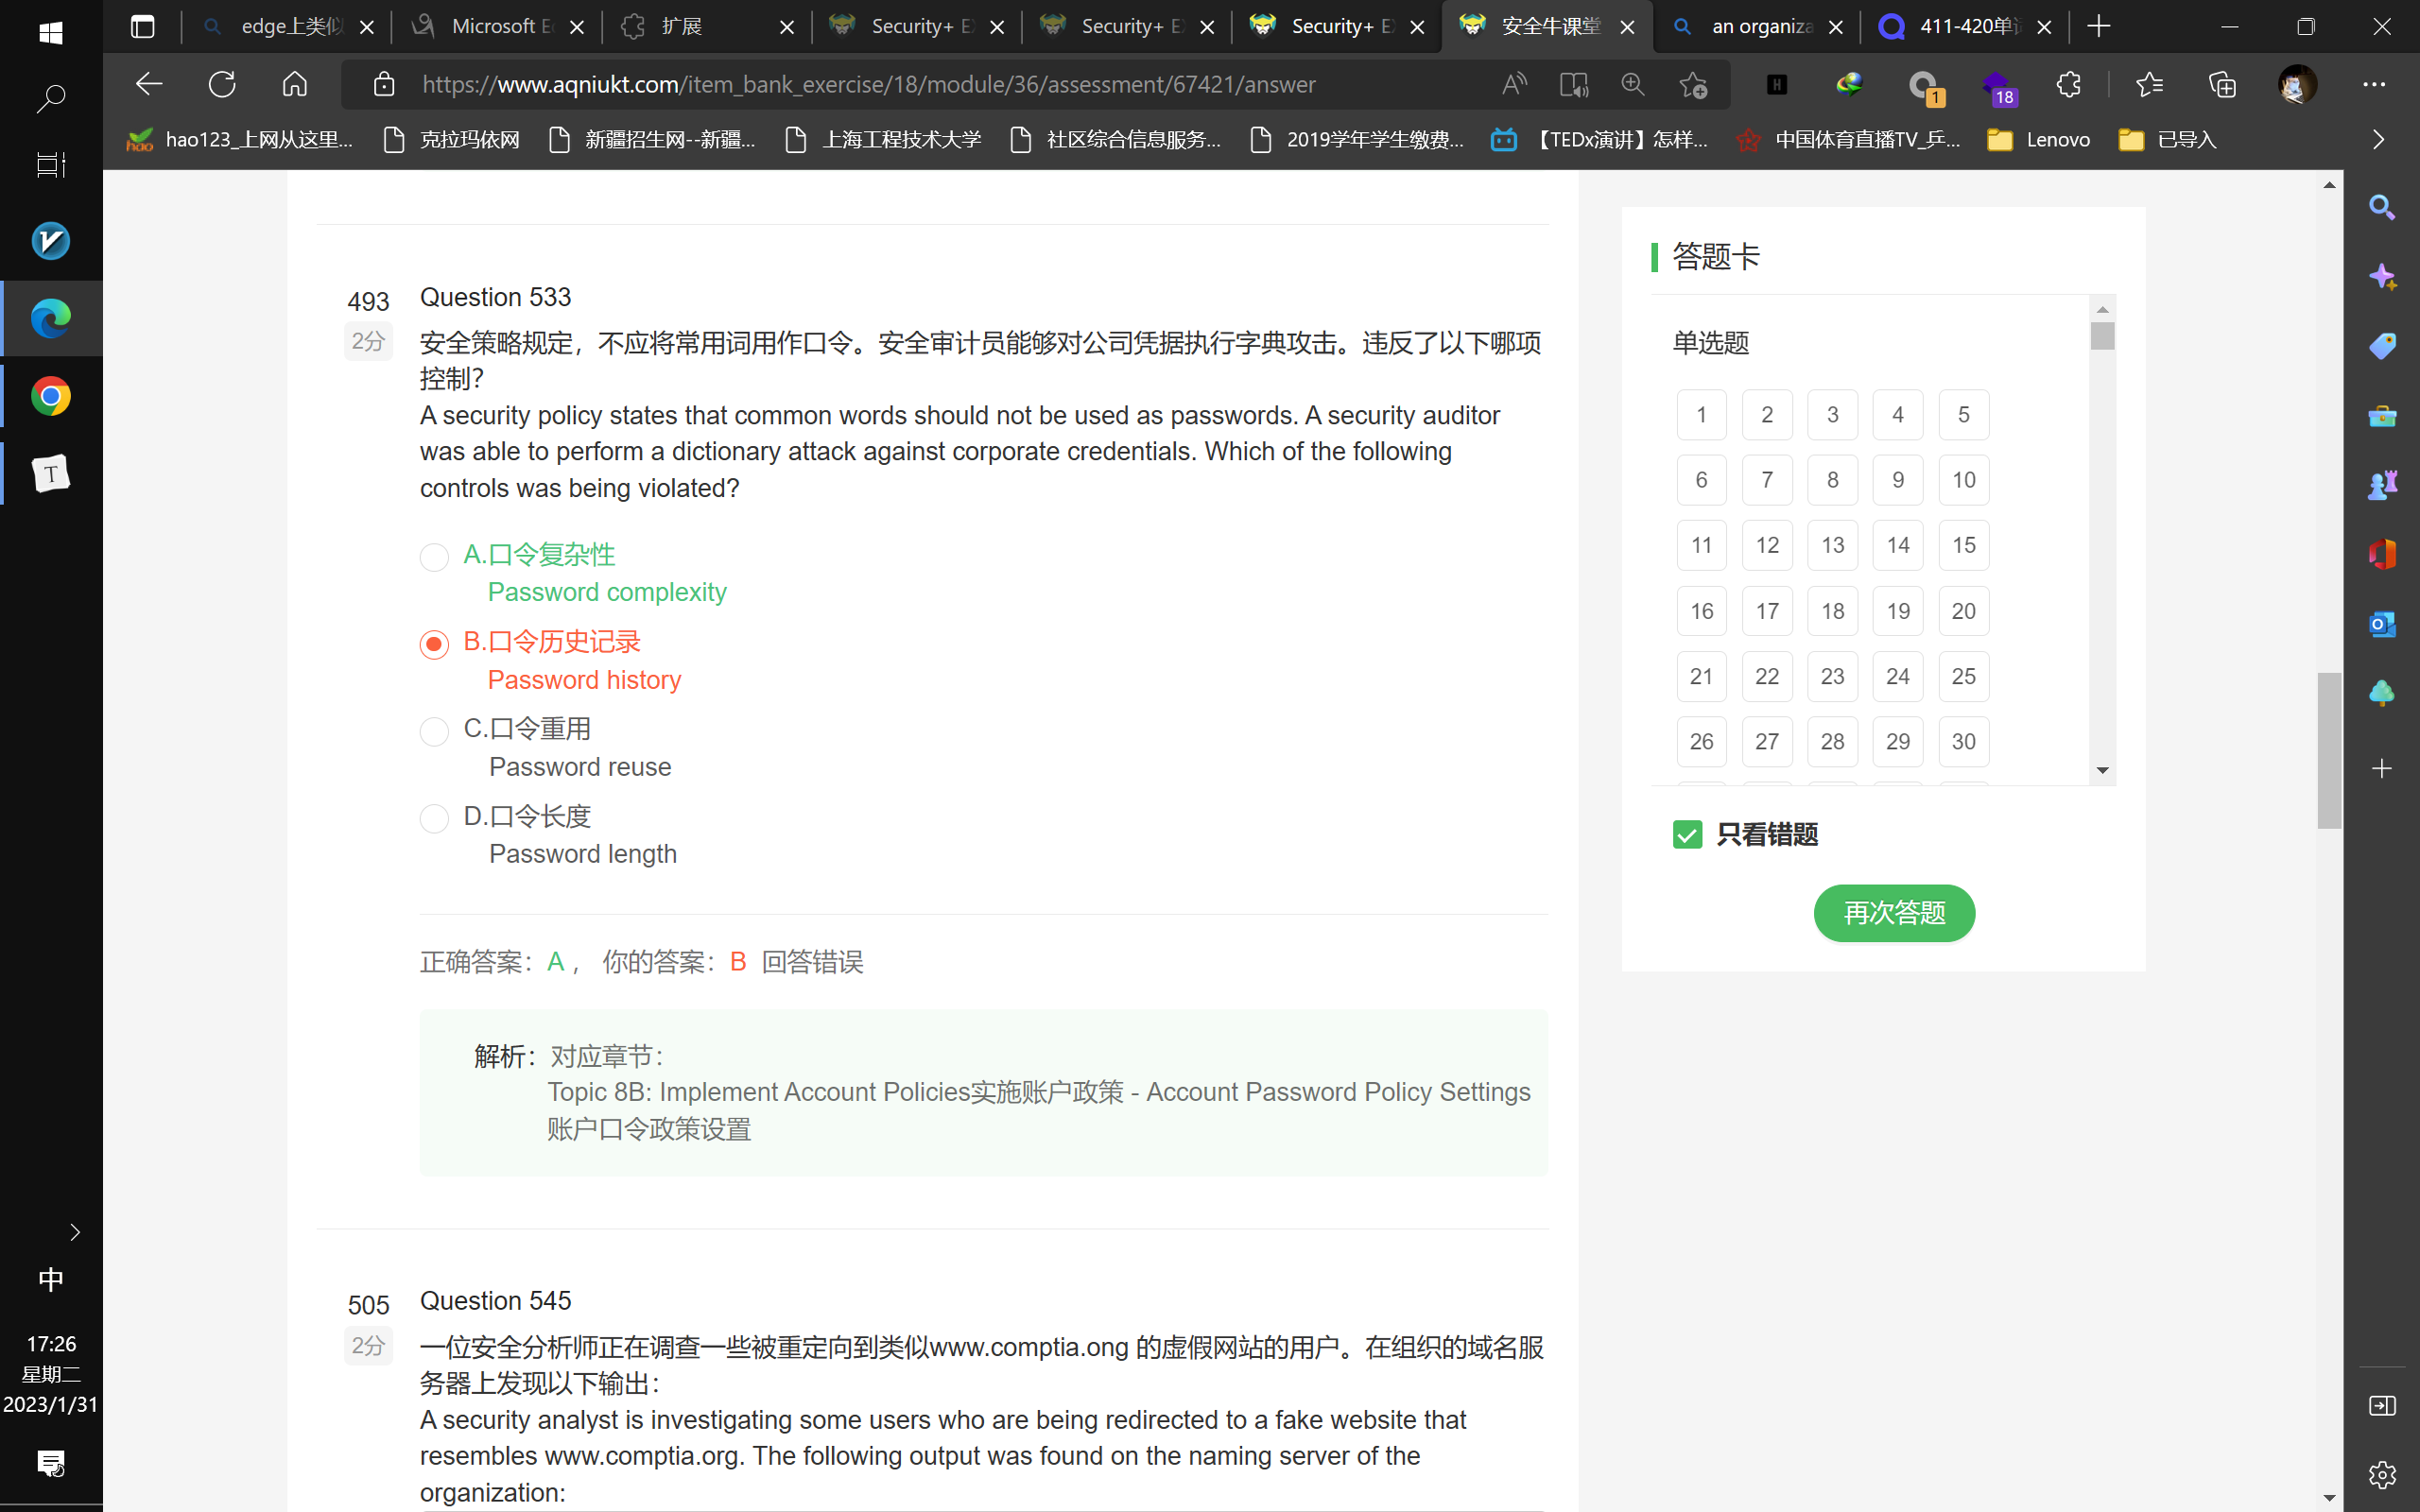 edge上类似
Microsoft E
扩展
Security+ E
Security+ E
Security+ E
安全牛课堂
an organiza
411-420单词
https://www.aqniukt.com/item_bank_exercise/18/module/36/assessment/67421/answer
1
18
hao123_上网从这里...
克拉玛依网
新疆招生网--新疆...
上海工程技术大学
社区综合信息服务...
2019学年学生缴费...
【TEDx演讲】怎样...
中国体育直播TV_乒...
Lenovo
已导入
493
2分
Question 533
安全策略规定，不应将常用词用作口令。安全审计员能够对公司凭据执行字典攻击。违反了以下哪项
控制？
A security policy states that common words should not be used as passwords. A security auditor
was able to perform a dictionary attack against corporate credentials. Which of the following
controls was being violated?
A.口令复杂性
Password complexity
B.口令历史记录
Password history
C.口令重用
Password reuse
D.口令长度
Password length
正确答案：A， 你的答案：B 回答错误
解析：对应章节：
Topic 8B: Implement Account Policies实施账户政策 - Account Password Policy Settings
账户口令政策设置
505
2分
Question 545
一位安全分析师正在调查一些被重定向到类似www.comptia.ong 的虚假网站的用户。在组织的域名服
务器上发现以下输出：
A security analyst is investigating some users who are being redirected to a fake website that
resembles www.comptia.org. The following output was found on the naming server of the
organization:
答题卡
单选题
1 2 3 4 5
6 7 8 9 10
11 12 13 14 15
16 17 18 19 20
21 22 23 24 25
26 27 28 29 30
只看错题
再次答题
中
17:26
星期二
2023/1/31